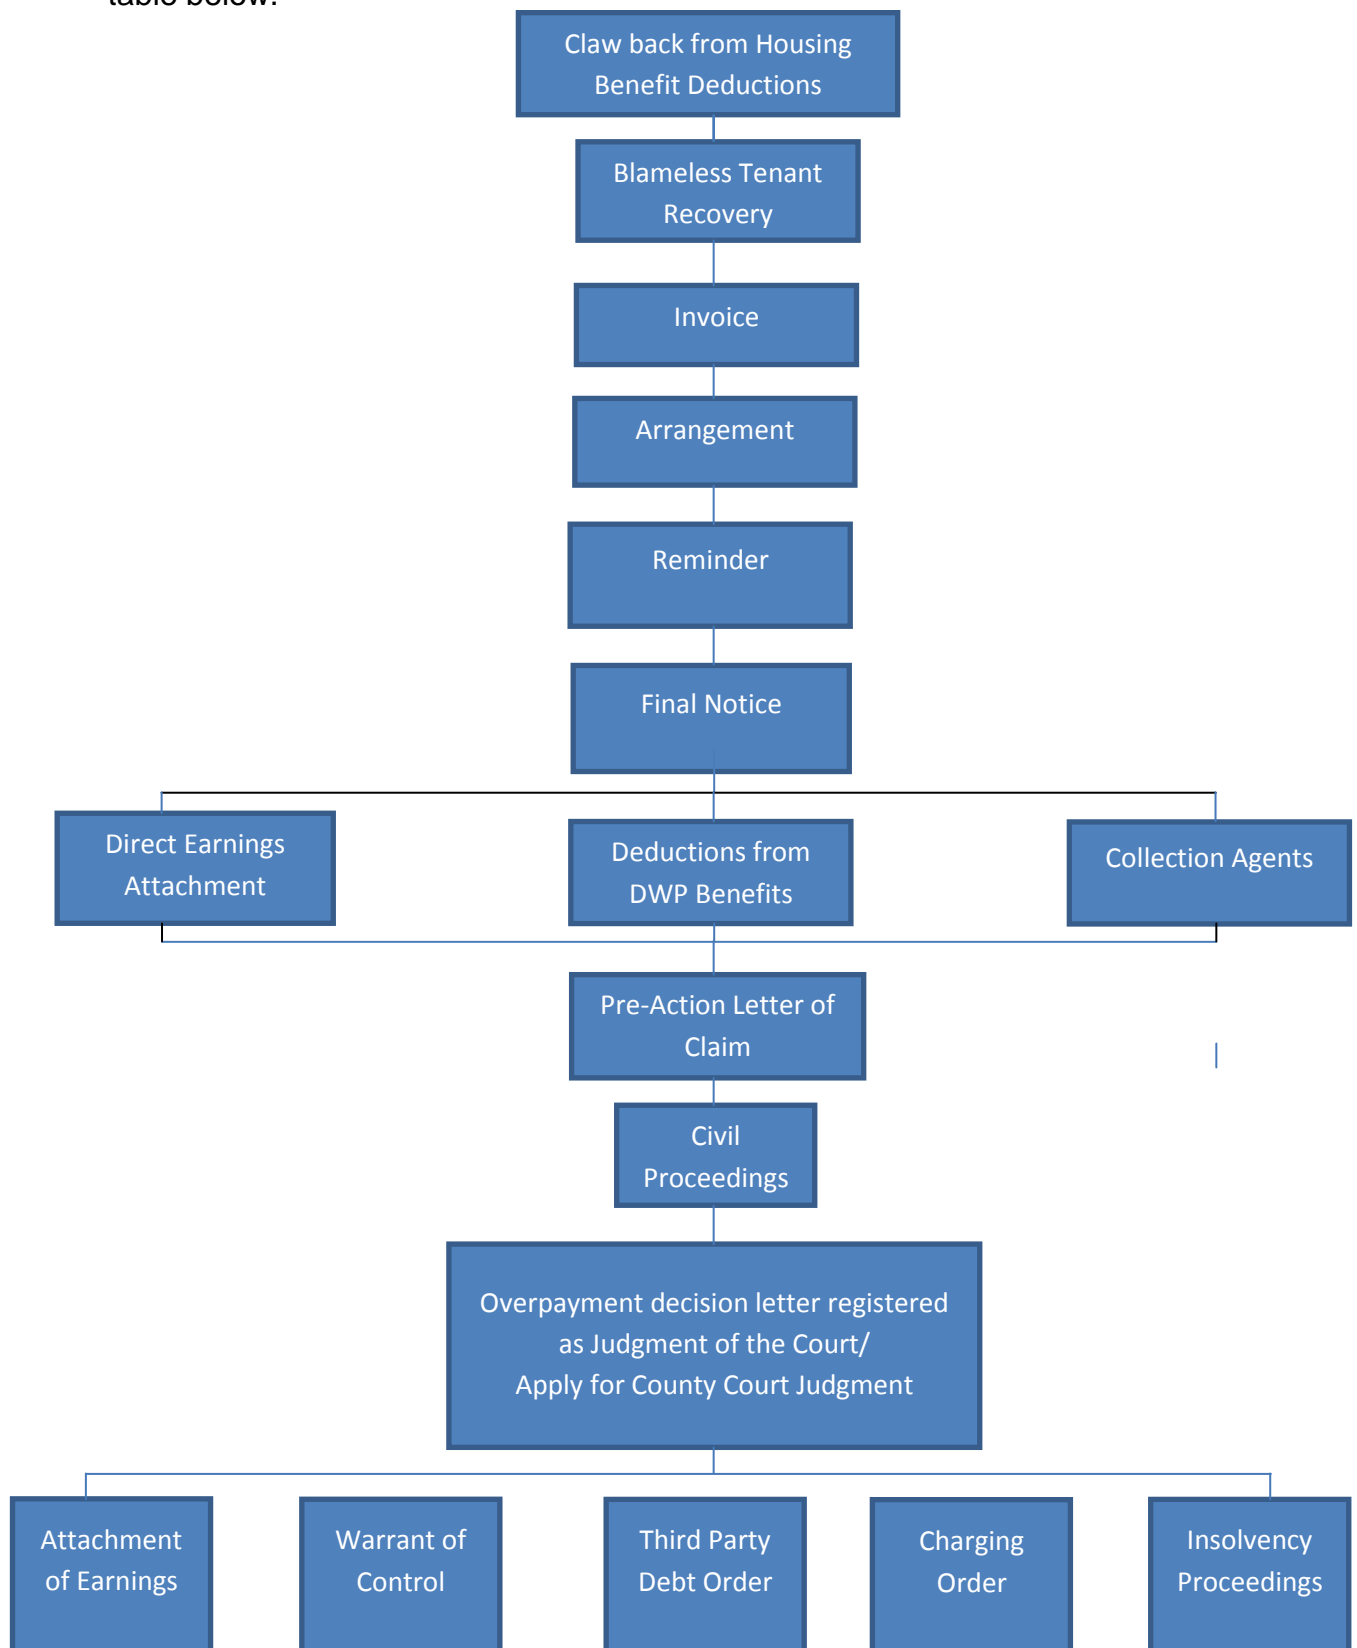 table below.
Claw back from Housing
Benefit Deductions
Blameless Tenant
Recovery
Invoice
Arrangement
Reminder
Final Notice
Direct Earnings
Attachment
Deductions from
DWP Benefits
Collection Agents
Pre-Action Letter of
Claim
Civil
Proceedings
Overpayment decision letter registered
as Judgment of the Court/
Apply for County Court Judgment
Attachment
of Earnings
Warrant of
Control
Third Party
Debt Order
Charging
Order
Insolvency
Proceedings